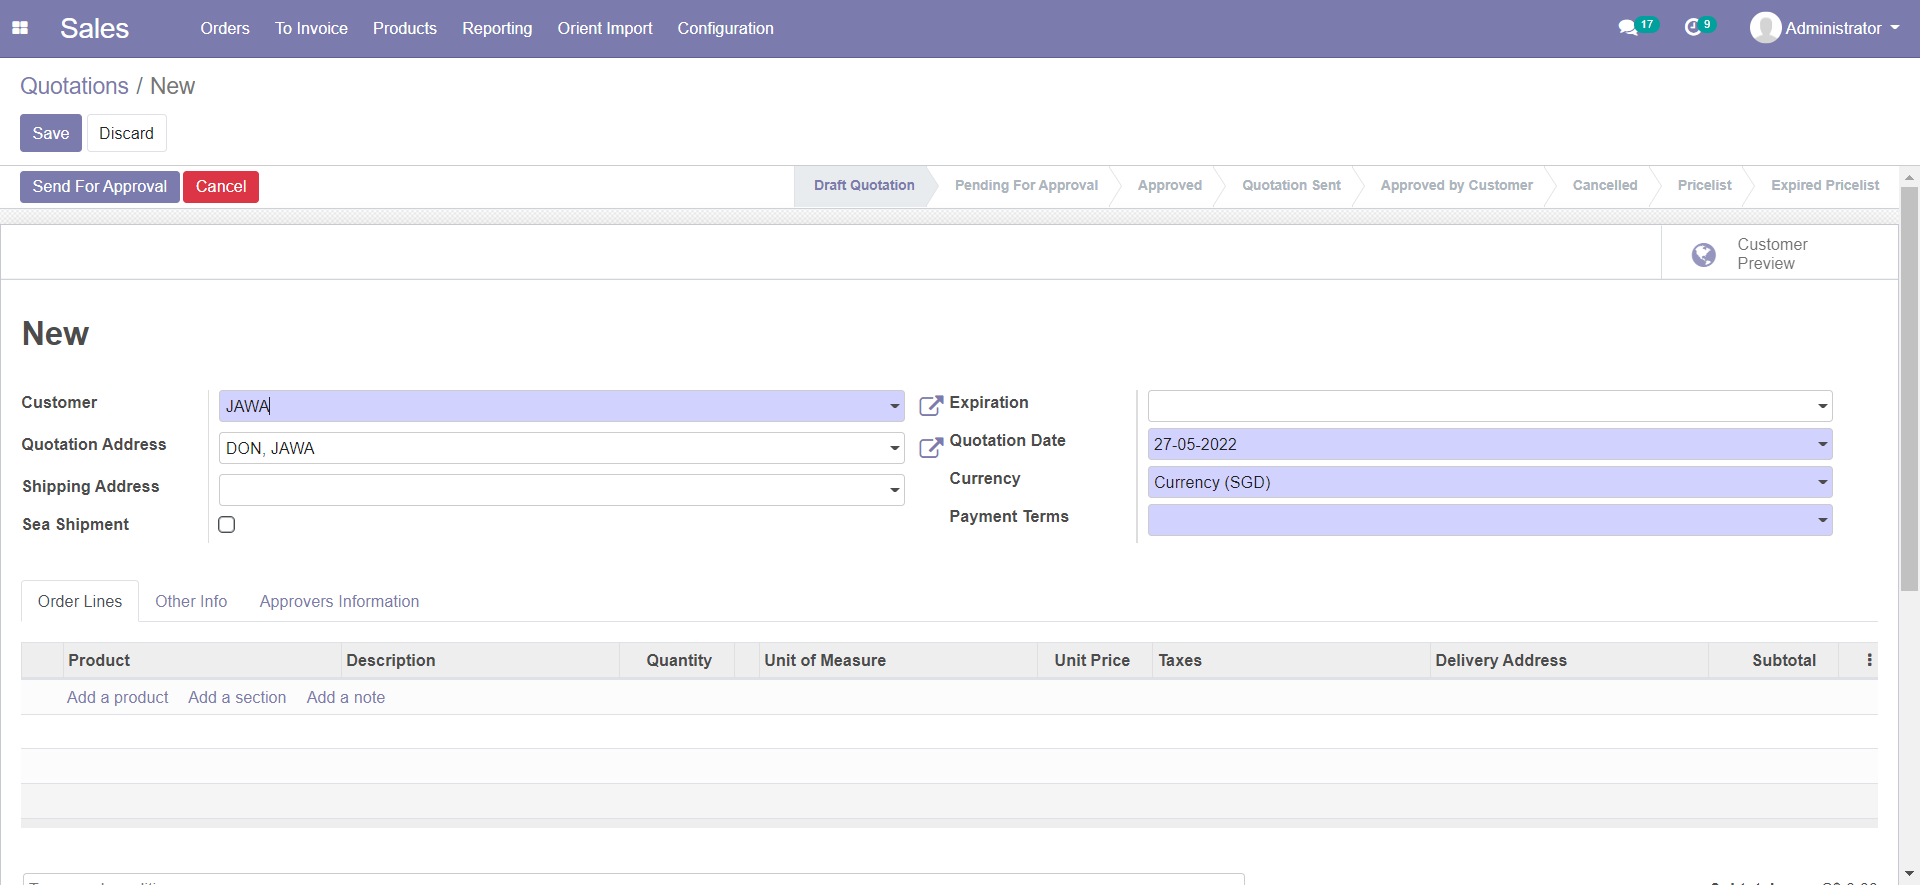 Sales Orders To Invoice Products Reporting Orient Import Configuration 17 9 Administrator
Quotations / New
Save Discard
Send For Approval Cancel Draft Quotation Pending For Approval Approved Quotation Sent Approved by Customer Cancelled Pricelist Expired Pricelist
Customer
Preview
New
Customer JAWA Expiration
Quotation Address DON, JAWA Quotation Date 27-05-2022
Shipping Address Currency Currency (SGD)
Sea Shipment Payment Terms
Order Lines Other Info Approvers Information
Product Description Quantity Unit of Measure Unit Price Taxes Delivery Address Subtotal
Add a product Add a section Add a note